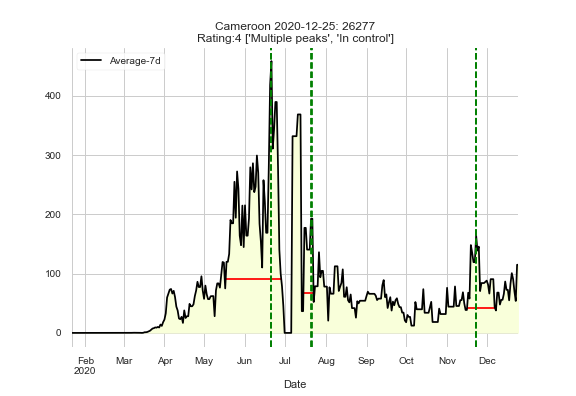 Cameroon 2020-12-25: 26277
Rating:4 ['Multiple peaks', 'In control']
Average-7d
400
300
200
100
0
Feb Mar Apr May Jun Jul Aug Sep Oct Nov Dec
2020
Date